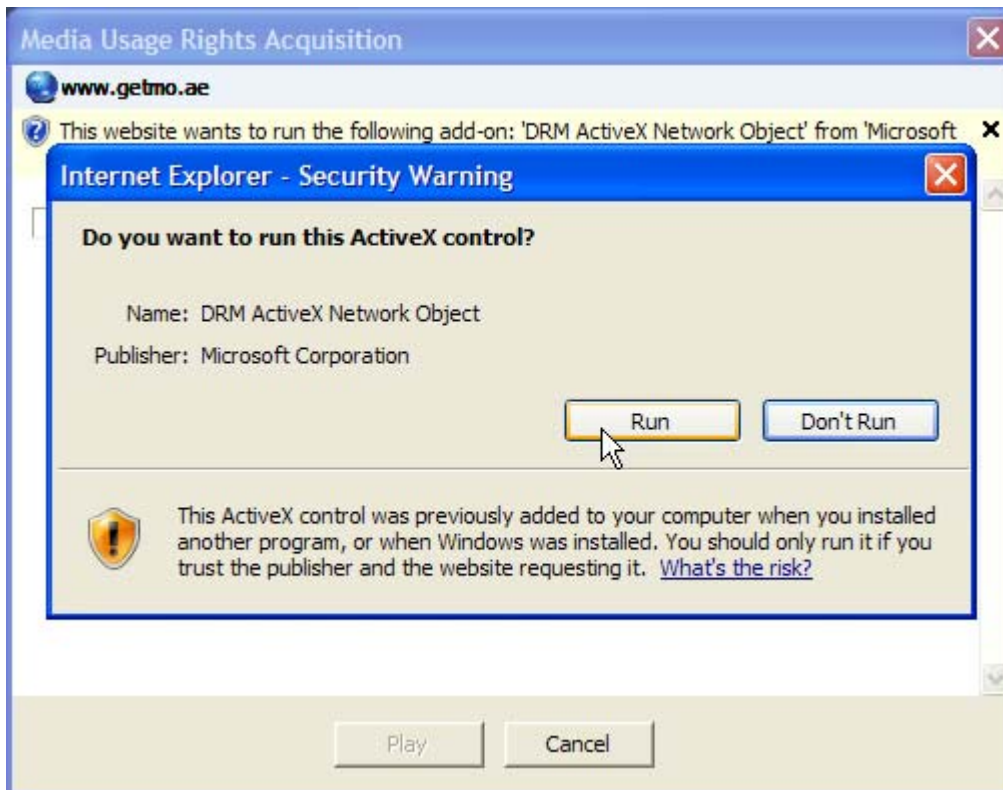 Media Usage Rights Acquisition
www.getmo.ae
This website wants to run the following add-on: 'DRM ActiveX Network Object' from 'Microsoft
Internet Explorer - Security Warning
Do you want to run this ActiveX control?
Name: DRM ActiveX Network Object
Publisher: Microsoft Corporation
Run Don't Run
This ActiveX control was previously added to your computer when you installed
another program, or when Windows was installed. You should only run it if you
trust the publisher and the website requesting it. What's the risk?
Play Cancel